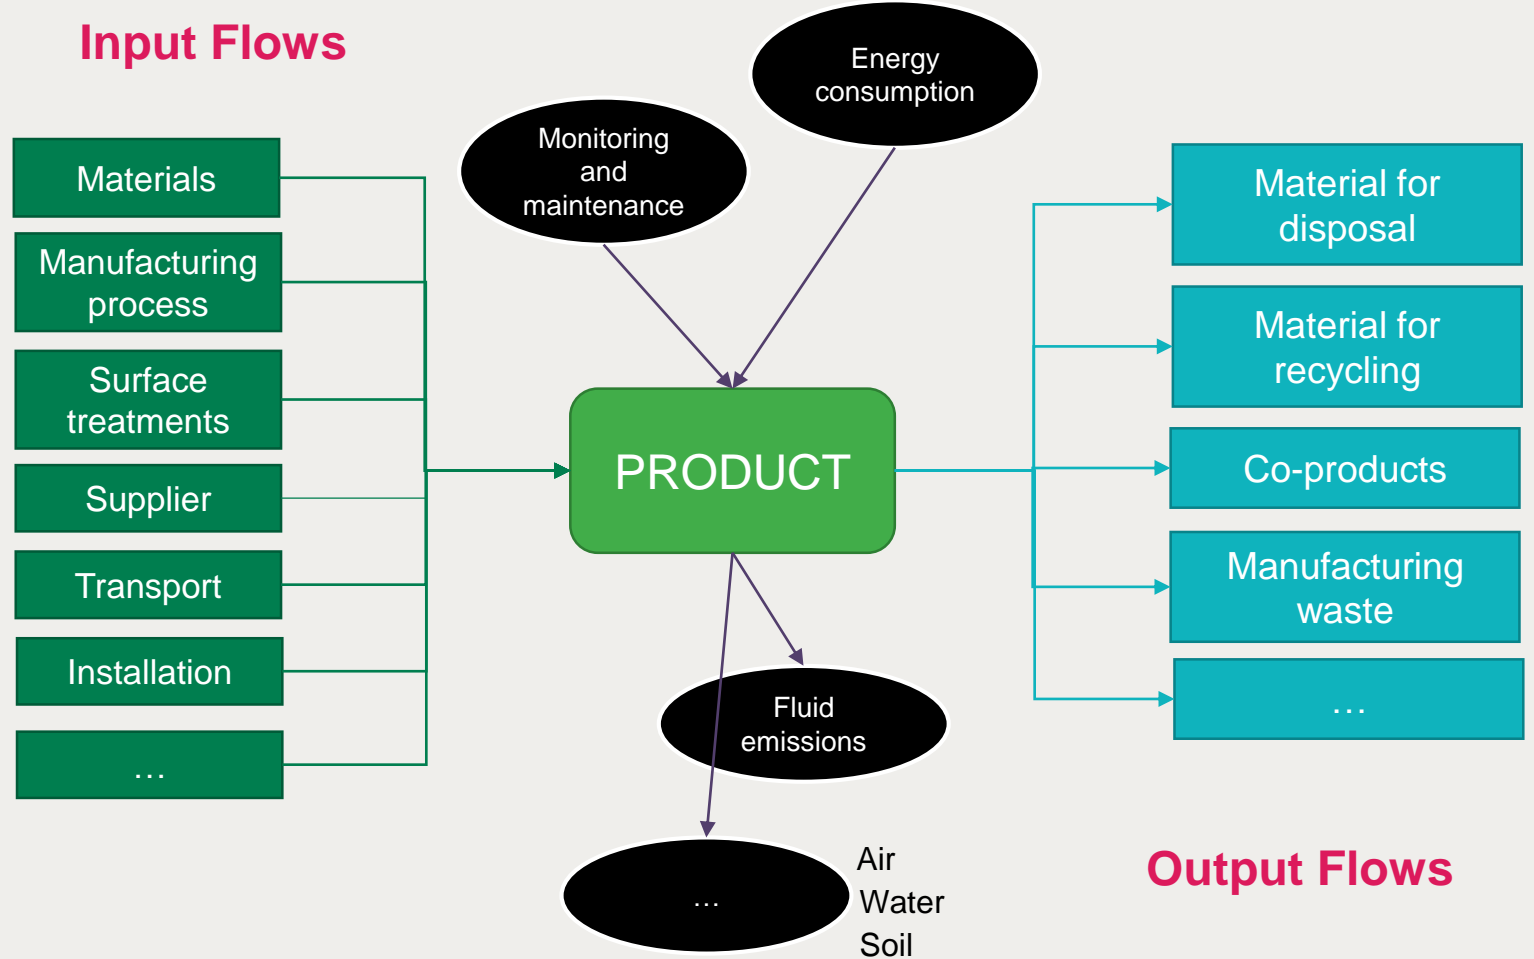 Input Flows
Energy
consumption
Monitoring
and
maintenance
Materials
Manufacturing
process
Surface
treatments
Supplier
Transport
Installation
…
PRODUCT
Material for
disposal
Material for
recycling
Co-products
Manufacturing
waste
…
Fluid
emissions
…
Air
Water
Soil
Output Flows